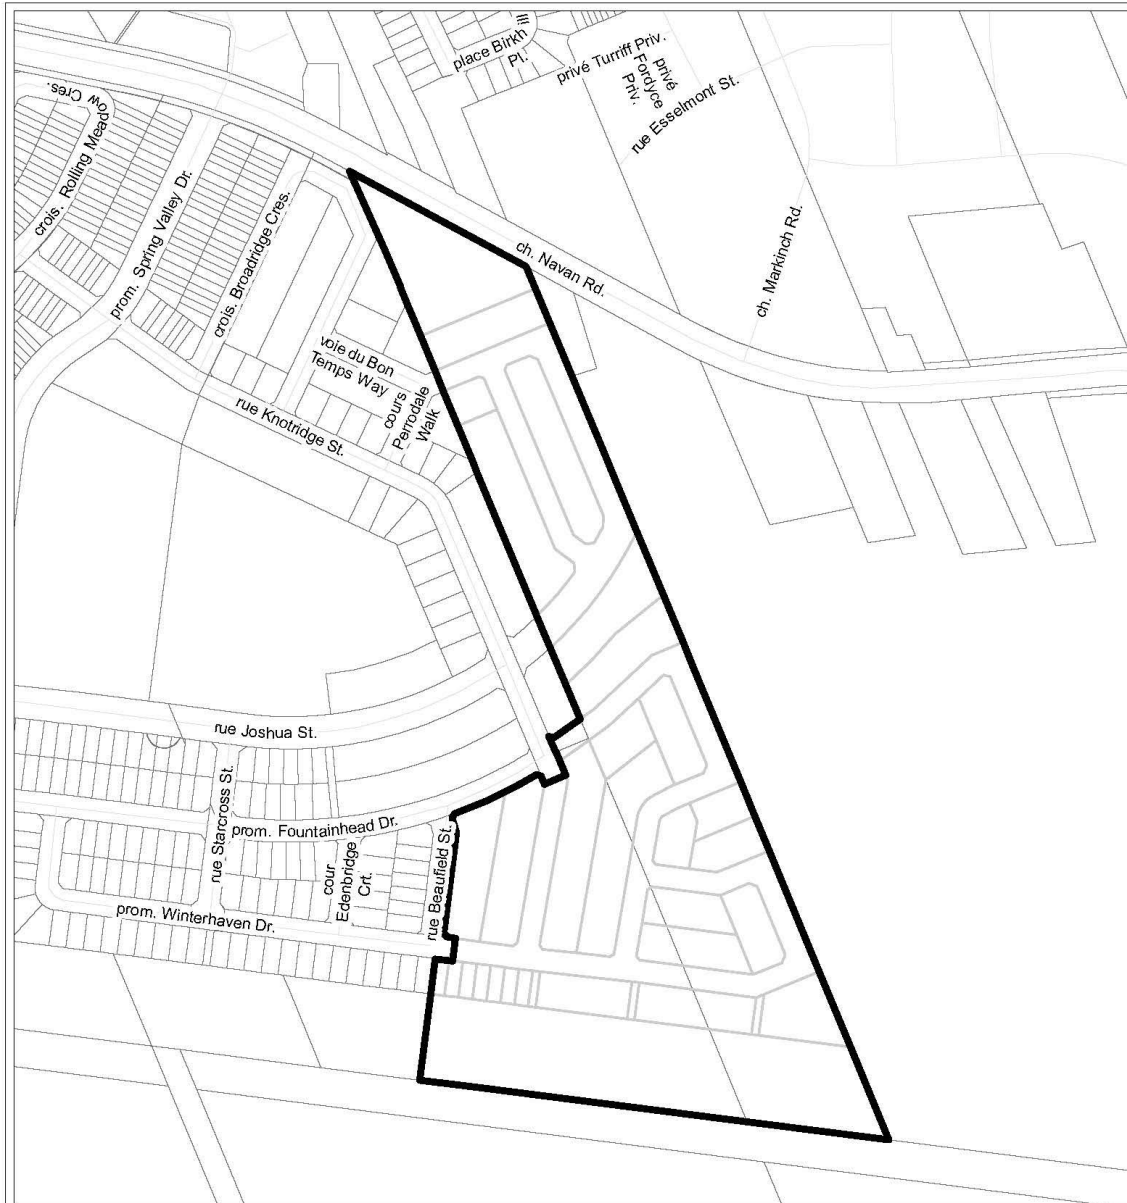 place Birkh
ill
Pl.
privé Turriff Priv.
privé
Fordyce
Priv.
rue Esselmont St.
crois. Rolling Meadow Cres.
prom. Spring Valley Dr.
crois. Broadridge Cres.
ch. Navan Rd.
ch. Markinch Rd.
voie du Bon
Temps Way
cours
Perrodale
Walk
rue Knotridge St.
rue Joshua St.
rue Starcross St.
prom. Fountainhead Dr.
cour
Edenbridge
Crt.
rue Beaufield St.
prom. Winterhaven Dr.